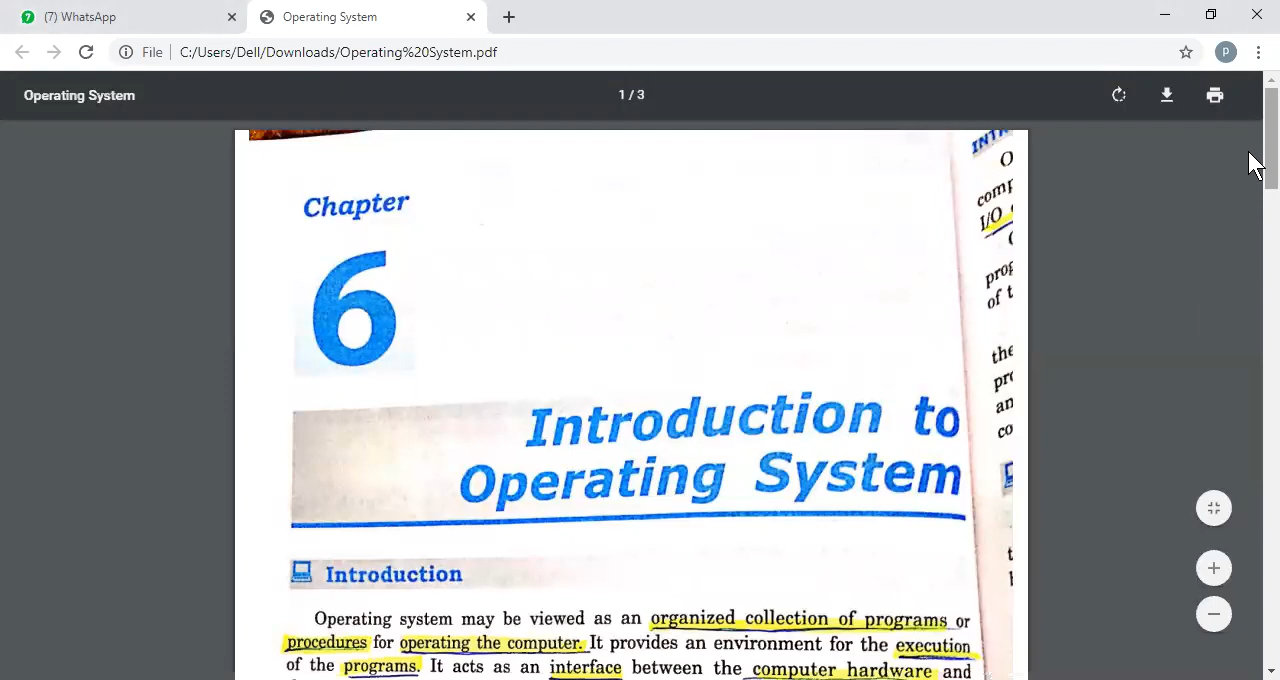 (7) WhatsApp
Operating System
File
C:/Users/Dell/Downloads/Operating%20System.pdf
P
Operating System
1 / 3
Chapter
6
Introduction to
Operating System
Introduction
Operating system may be viewed as an organized collection of programs or
procedures for operating the computer. It provides an environment for the execution
of the programs. It acts as an interface between the computer hardware and
I/O
of
the